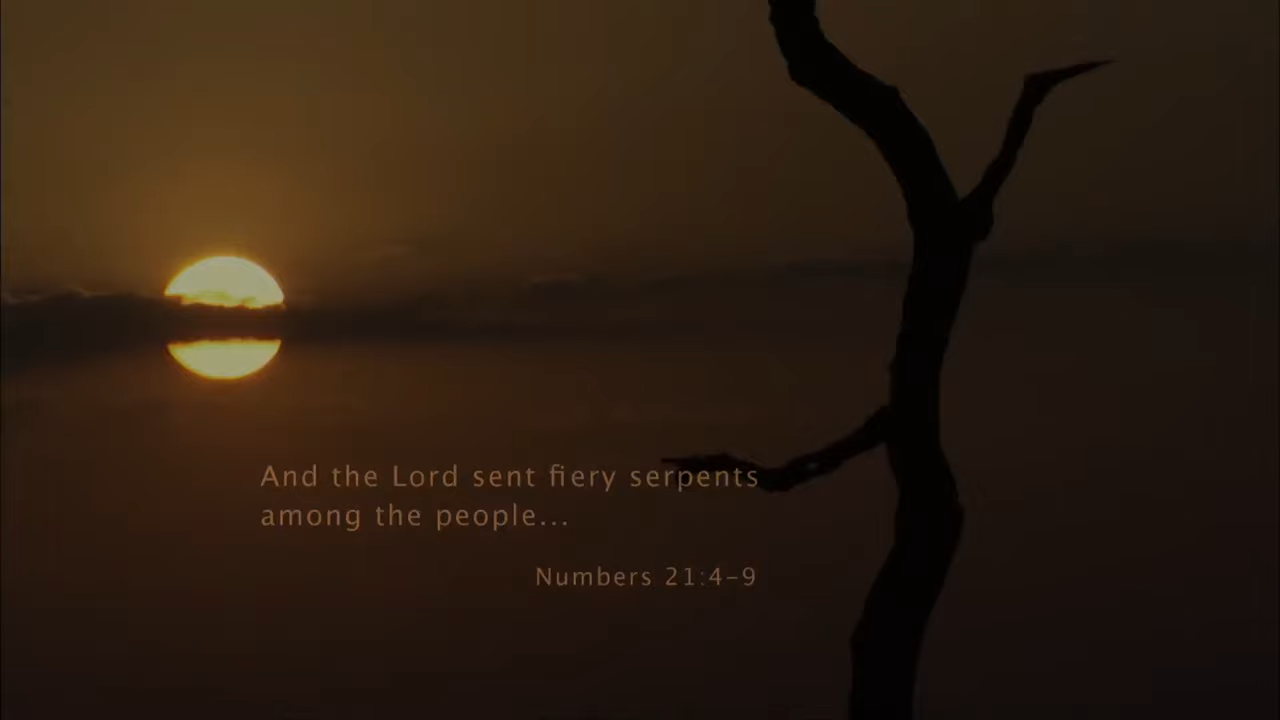 And the Lord sent fiery serpents
among the people...
Numbers 21:4–9